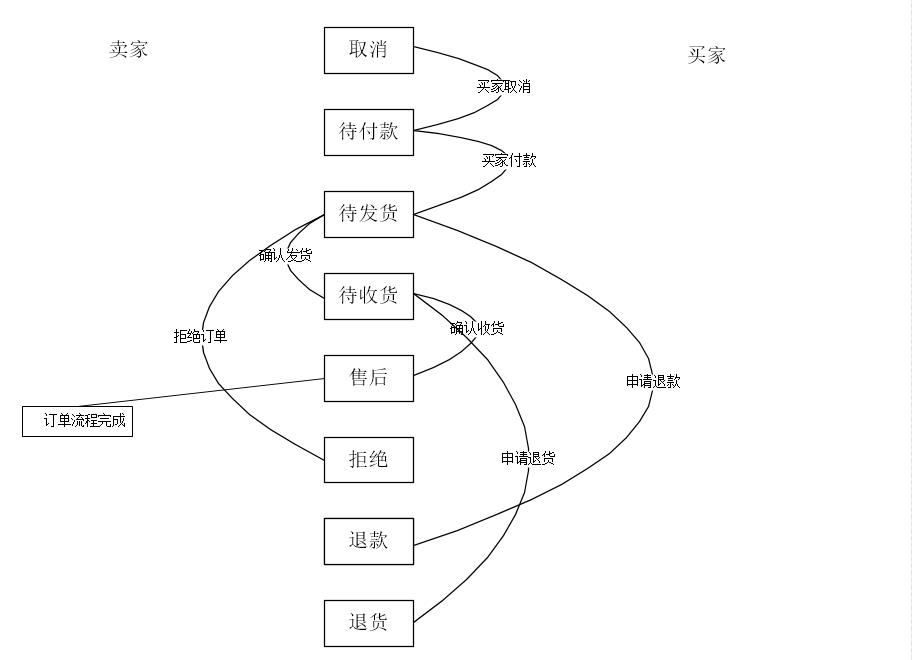 卖家
取消
买家
买家取消
待付款
买家付款
待发货
确认发货
待收货
确认收货
拒绝订单
售后
申请退款
订单流程完成
拒绝
申请退货
退款
退货